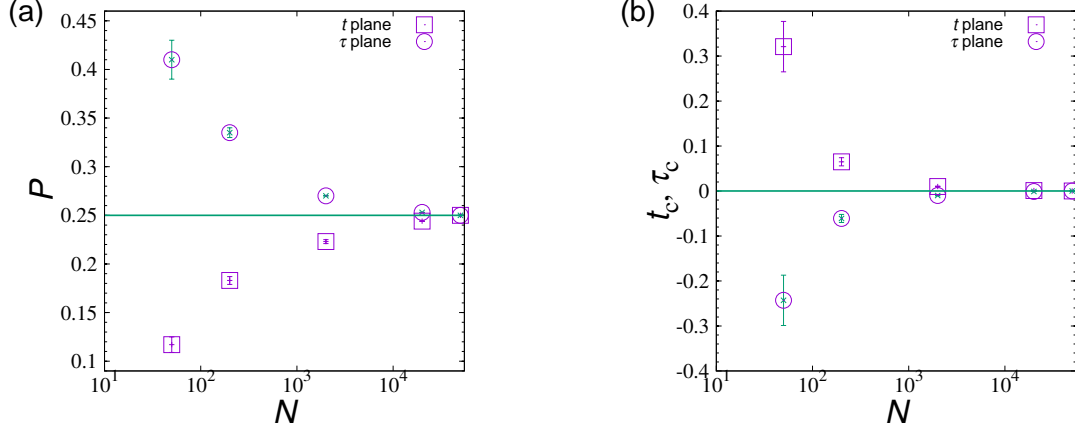 (a)
t plane
τ plane
P
0.45
0.4
0.35
0.3
0.25
0.2
0.15
0.1
10¹ 10² 10³ 10⁴
N
(b)
t plane
τ plane
t_c, τ_c
0.4
0.3
0.2
0.1
0
-0.1
-0.2
-0.3
-0.4
10¹ 10² 10³ 10⁴
N